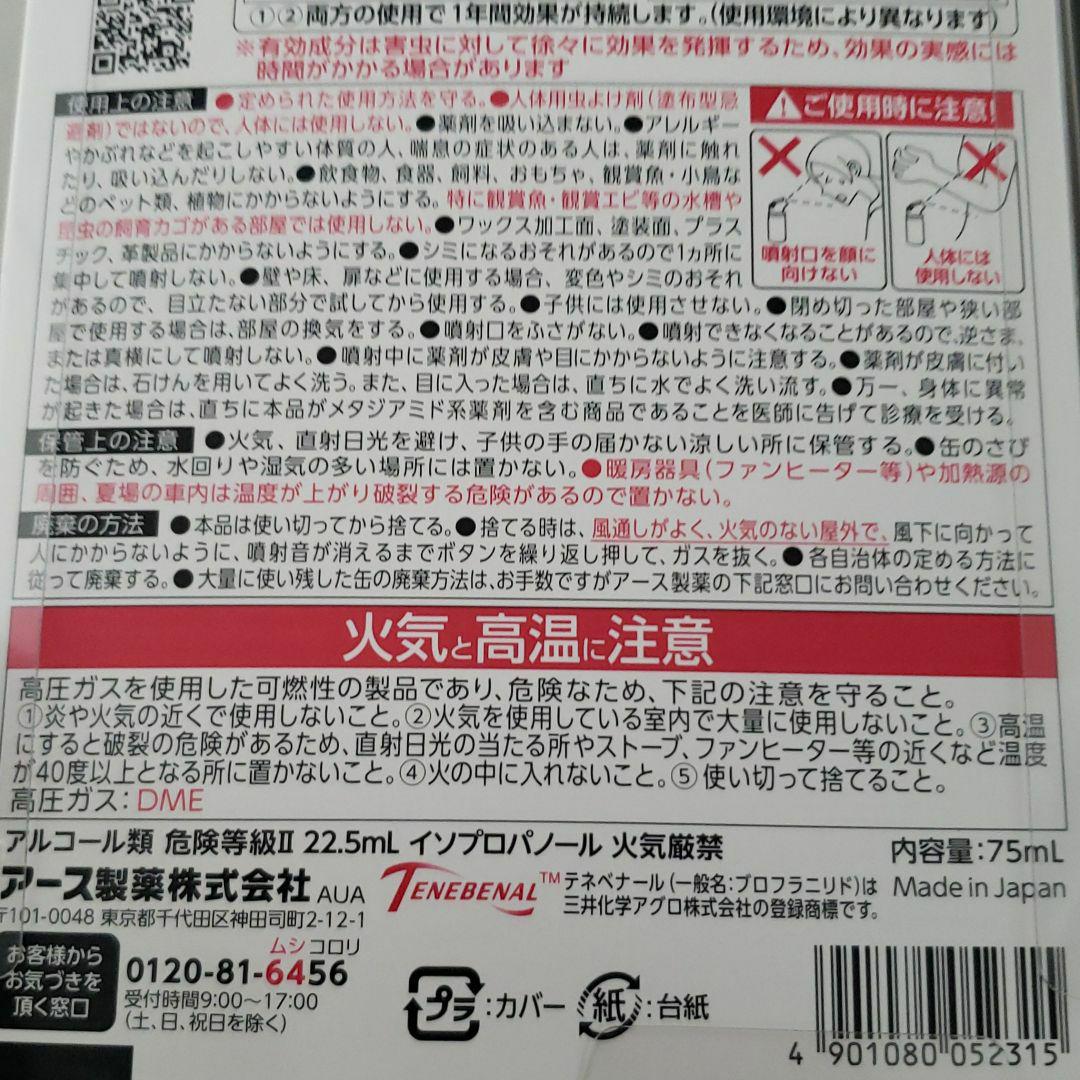 ①②両方の使用で1年間効果が持続します。(使用環境により異なります)
※有効成分は害虫に対して徐々に効果を発揮するため、効果の実感には
時間がかかる場合があります
使用上の注意 ●定められた使用方法を守る。●人体用虫よけ剤(塗布型忌
避剤)ではないので、人体には使用しない。●薬剤を吸い込まない。●アレルギー
やかぶれなどを起こしやすい体質の人、喘息の症状のある人は、薬剤に触れ
たり、吸い込んだりしない。●飲食物、食器、飼料、おもちゃ、観賞魚・小鳥な
どのペット類、植物にかからないようにする。特に観賞魚・観賞エビ等の水槽や
昆虫の飼育カゴがある部屋では使用しない。●ワックス加工面、塗装面、プラス
チック、革製品にかからないようにする。●シミになるおそれがあるので1ヵ所に
集中して噴射しない。●壁や床、扉などに使用する場合、変色やシミのおそれ
があるので、目立たない部分で試してから使用する。●子供には使用させない。●閉め切った部屋や狭い部
屋で使用する場合は、部屋の換気をする。●噴射口をふさがない。●噴射できなくなることがあるので、逆さま、
または真横にして噴射しない。●噴射中に薬剤が皮膚や目にかからないように注意する。●薬剤が皮膚に付い
た場合は、石けんを用いてよく洗う。また、目に入った場合は、直ちに水でよく洗い流す。●万一、身体に異常
が起きた場合は、直ちに本品がメタジアミド系薬剤を含む商品であることを医師に告げて診療を受ける。
ご使用時に注意!
噴射口を顔に
向けない
人体には
使用しない
保管上の注意 ●火気、直射日光を避け、子供の手の届かない涼しい所に保管する。●缶のさび
を防ぐため、水回りや湿気の多い場所には置かない。●暖房器具(ファンヒーター等)や加熱源の
周囲、夏場の車内は温度が上がり破裂する危険があるので置かない。
廃棄の方法 ●本品は使い切ってから捨てる。●捨てる時は、風通しがよく、火気のない屋外で、風下に向かって
人にかからないように、噴射音が消えるまでボタンを繰り返し押して、ガスを抜く。●各自治体の定める方法に
従って廃棄する。●大量に使い残した缶の廃棄方法は、お手数ですがアース製薬の下記窓口にお問い合わせください。
火気と高温に注意
高圧ガスを使用した可燃性の製品であり、危険なため、下記の注意を守ること。
①炎や火気の近くで使用しないこと。②火気を使用している室内で大量に使用しないこと。③高温
にすると破裂の危険があるため、直射日光の当たる所やストーブ、ファンヒーター等の近くなど温度
が40度以上となる所に置かないこと。④火の中に入れないこと。⑤使い切って捨てること。
高圧ガス:DME
アルコール類 危険等級Ⅱ 22.5mL イソプロパノール 火気厳禁
内容量:75mL
アース製薬株式会社 AUA
〒101-0048 東京都千代田区神田司町2-12-1
TENEBENAL™
テネベナール(一般名:ブロフラニリド)は
三井化学アグロ株式会社の登録商標です。
Made in Japan
お客様から
お気づきを
頂く窓口
ムシコロリ
0120-81-6456
受付時間9:00〜17:00
(土、日、祝日を除く)
プラ:カバー
紙:台紙
4 901080 052315